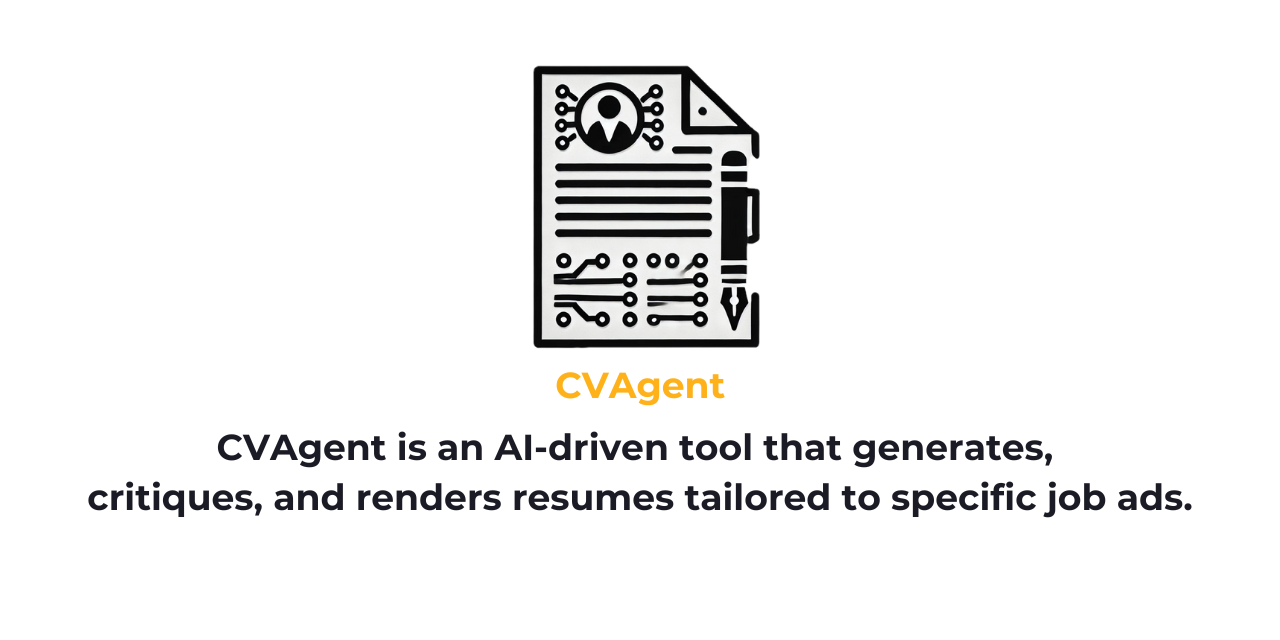 CVAgent
CVAgent is an AI-driven tool that generates,
critiques, and renders resumes tailored to specific job ads.